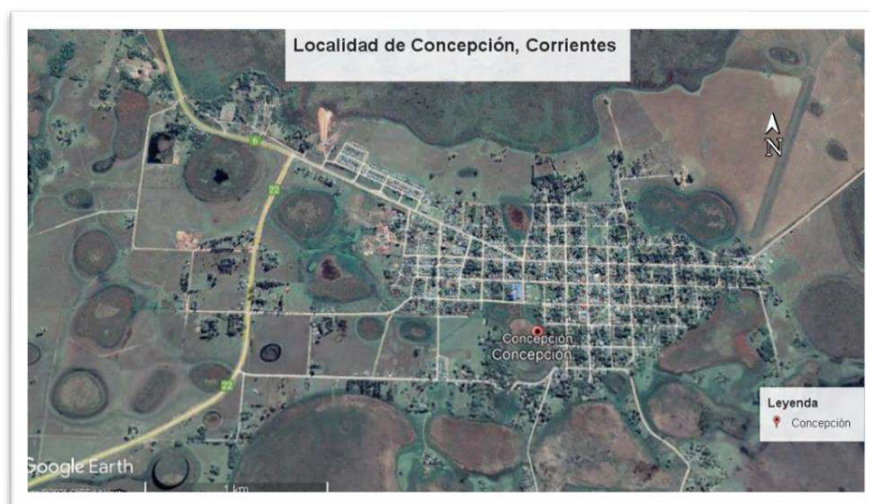 Localidad de Concepción, Corrientes
N
6
22
Concepción
Concepción
22
Leyenda
Concepción
Google Earth
1 km